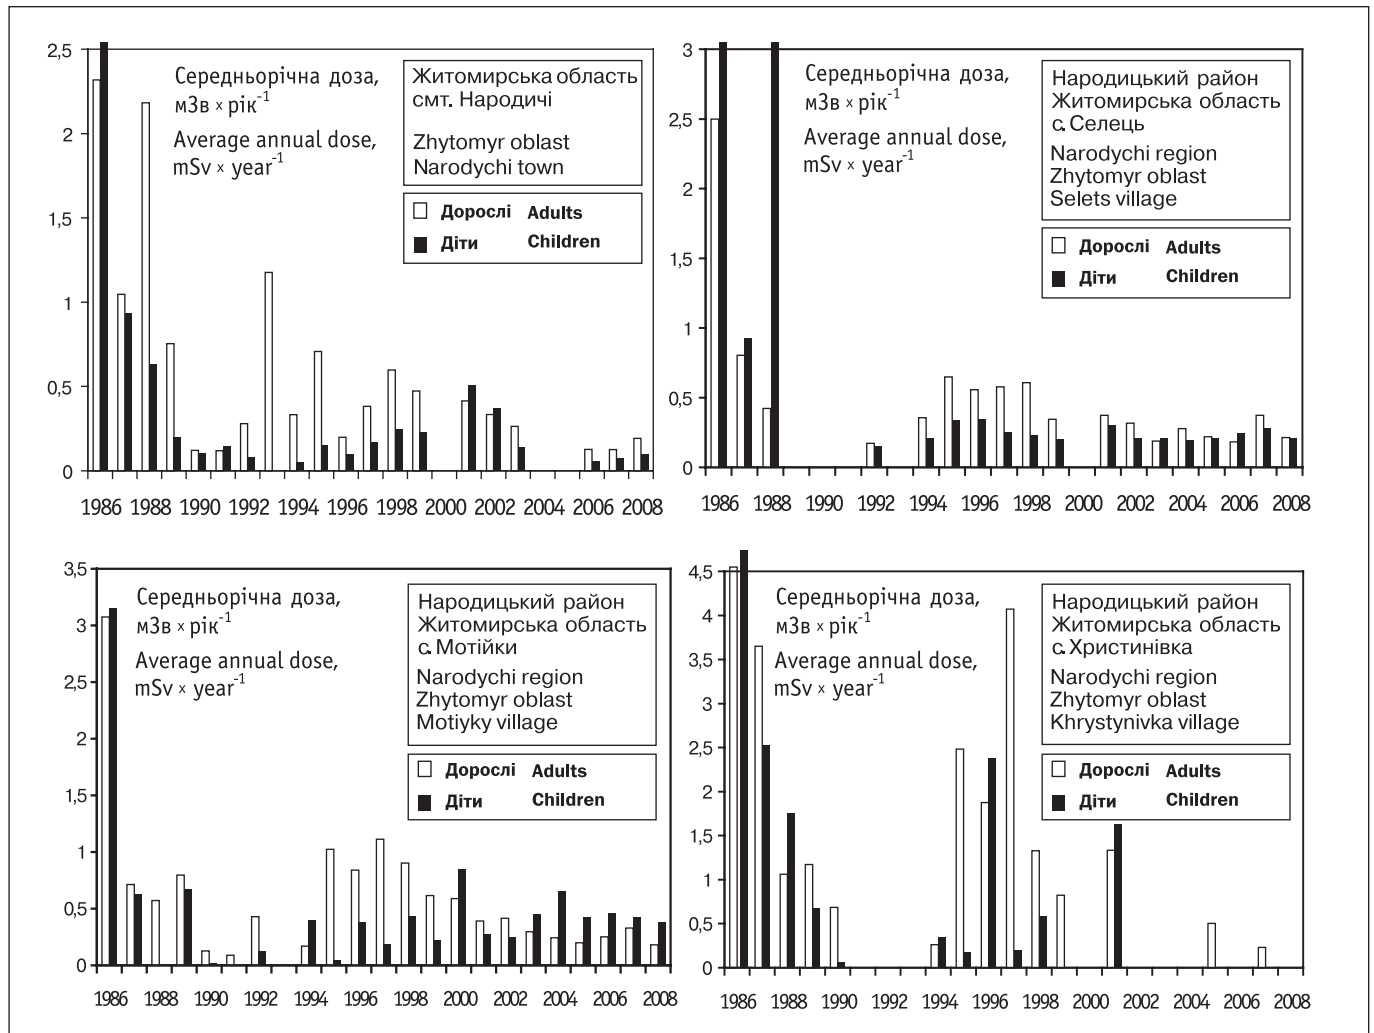 2,5
2
1,5
1
0,5
0
Середньорічна доза,
мЗв × рік-1
Average annual dose,
mSv × year-1
Житомирська область
смт. Народичі
Zhytomyr oblast
Narodychi town
Дорослі Adults
Діти Children
1986 1988 1990 1992 1994 1996 1998 2000 2002 2004 2006 2008
3
2,5
2
1,5
1
0,5
0
Середньорічна доза,
мЗв × рік-1
Average annual dose,
mSv × year-1
Народицький район
Житомирська область
с. Селець
Narodychi region
Zhytomyr oblast
Selets village
Дорослі Adults
Діти Children
1986 1988 1990 1992 1994 1996 1998 2000 2002 2004 2006 2008
3,5
3
2,5
2
1,5
1
0,5
0
Середньорічна доза,
мЗв × рік-1
Average annual dose,
mSv × year-1
Народицький район
Житомирська область
с. Мотійки
Narodychi region
Zhytomyr oblast
Motiyky village
Дорослі Adults
Діти Children
1986 1988 1990 1992 1994 1996 1998 2000 2002 2004 2006 2008
4,5
4
3,5
3
2,5
2
1,5
1
0,5
0
Середньорічна доза,
мЗв × рік-1
Average annual dose,
mSv × year-1
Народицький район
Житомирська область
с. Христинівка
Narodychi region
Zhytomyr oblast
Khrystynivka village
Дорослі Adults
Діти Children
1986 1988 1990 1992 1994 1996 1998 2000 2002 2004 2006 2008